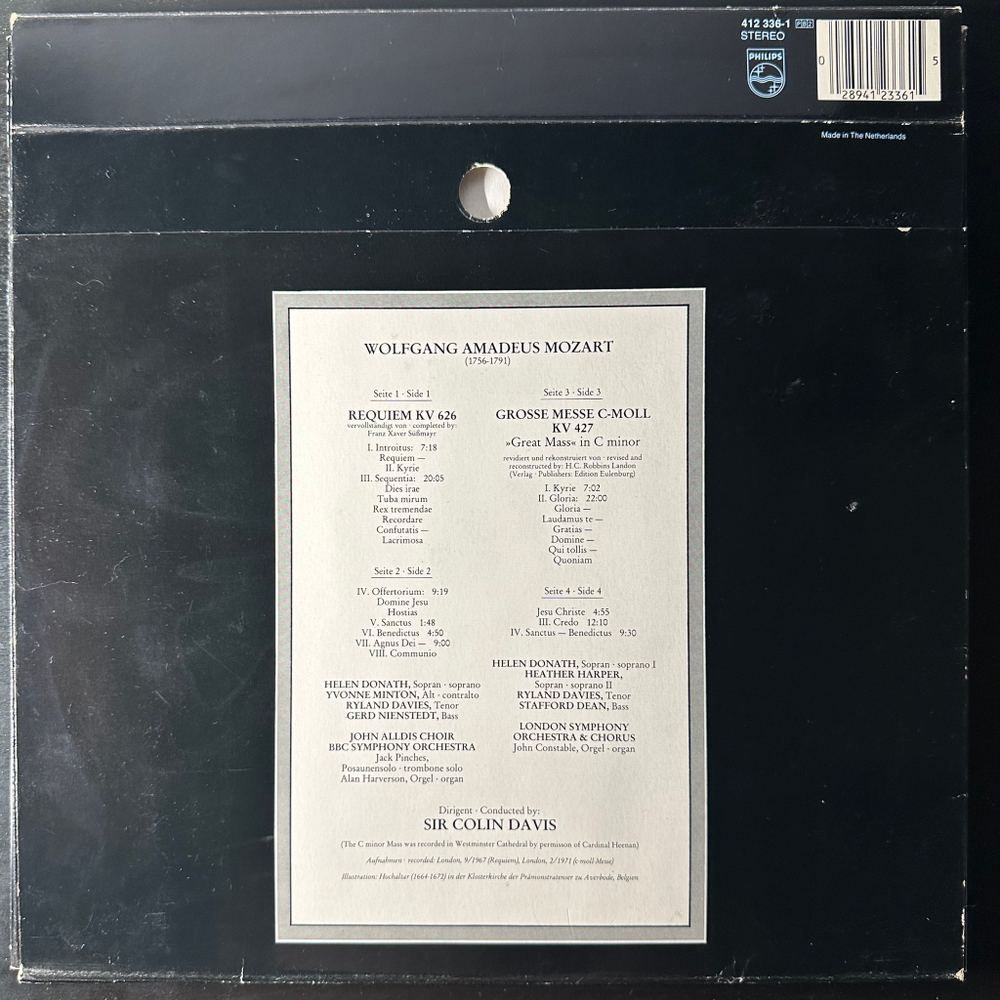 412 336-1 PB2
STEREO
PHILIPS
0 28941 23361 5
Made in The Netherlands
WOLFGANG AMADEUS MOZART
(1756-1791)
Seite 1 · Side 1
REQUIEM KV 626
vervollständigt von · completed by:
Franz Xaver Süßmayr
I. Introitus: 7:18
Requiem —
II. Kyrie
III. Sequentia: 20:05
Dies irae
Tuba mirum
Rex tremendae
Recordare
Confutatis —
Lacrimosa
Seite 2 · Side 2
IV. Offertorium: 9:19
Domine Jesu
Hostias
V. Sanctus 1:48
VI. Benedictus 4:50
VII. Agnus Dei — 9:00
VIII. Communio
HELEN DONATH, Sopran · soprano
YVONNE MINTON, Alt · contralto
RYLAND DAVIES, Tenor
GERD NIENSTEDT, Bass
JOHN ALLDIS CHOIR
BBC SYMPHONY ORCHESTRA
Jack Pinches,
Posaunensolo · trombone solo
Alan Harverson, Orgel · organ
Seite 3 · Side 3
GROSSE MESSE C-MOLL
KV 427
»Great Mass« in C minor
revidiert und rekonstruiert von · revised and
reconstructed by: H.C. Robbins Landon
(Verlag · Publishers: Edition Eulenburg)
I. Kyrie 7:02
II. Gloria: 22:00
Gloria —
Laudamus te —
Gratias —
Domine —
Qui tollis —
Quoniam
Seite 4 · Side 4
Jesu Christe 4:55
III. Credo 12:10
IV. Sanctus — Benedictus 9:30
HELEN DONATH, Sopran · soprano I
HEATHER HARPER,
Sopran · soprano II
RYLAND DAVIES, Tenor
STAFFORD DEAN, Bass
LONDON SYMPHONY
ORCHESTRA & CHORUS
John Constable, Orgel · organ
Dirigent · Conducted by:
SIR COLIN DAVIS
(The C minor Mass was recorded in Westminster Cathedral by permisson of Cardinal Heenan)
Aufnahmen · recorded: London, 9/1967 (Requiem), London, 2/1971 (c-moll-Messe)
Illustration: Hochaltar (1664-1672) in der Klosterkirche der Prämonstratenser zu Averbode, Belgien